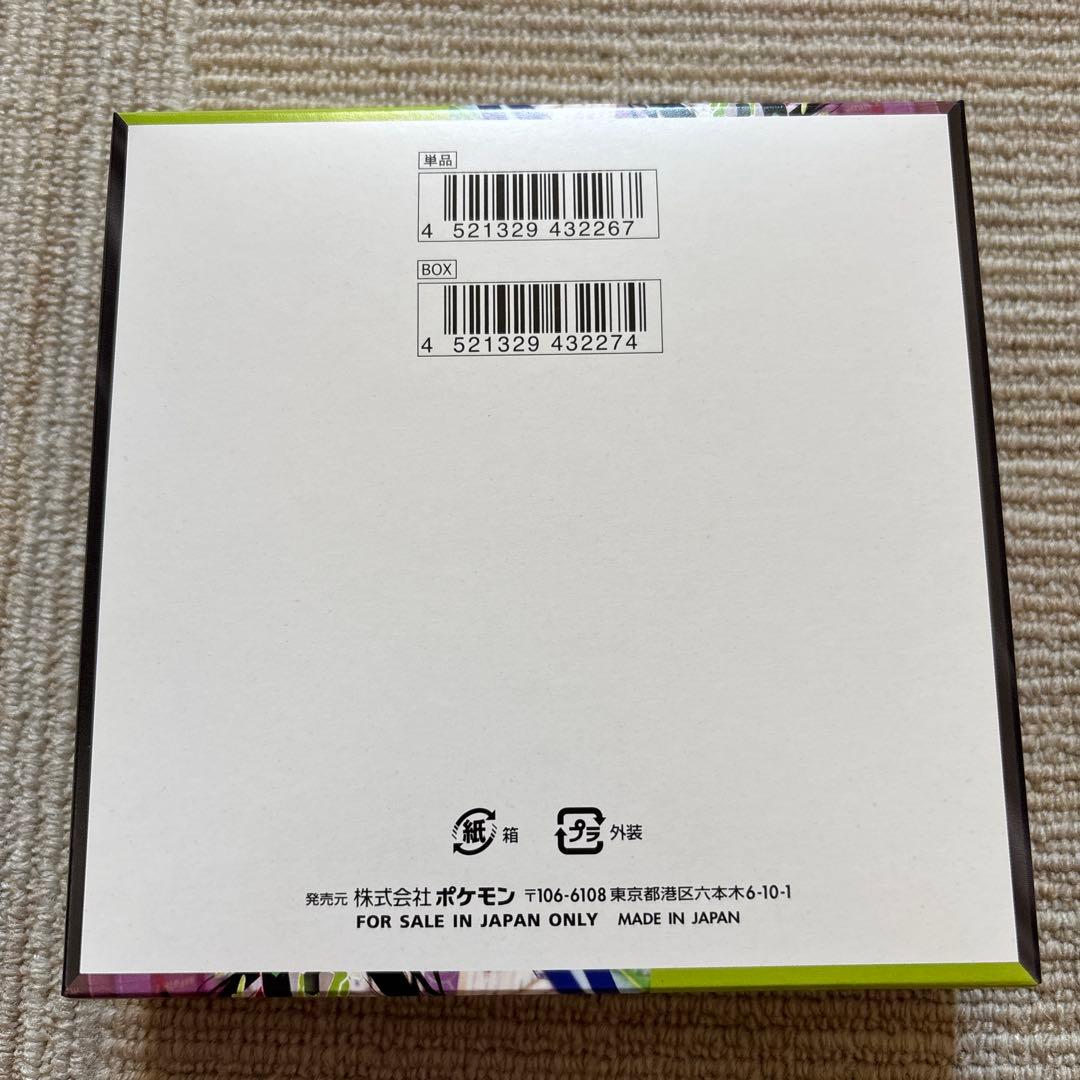 単品
4 521329 432267
BOX
4 521329 432274
紙 箱 プラ 外装
発売元 株式会社 ポケモン 〒106-6108 東京都港区六本木6-10-1
FOR SALE IN JAPAN ONLY MADE IN JAPAN